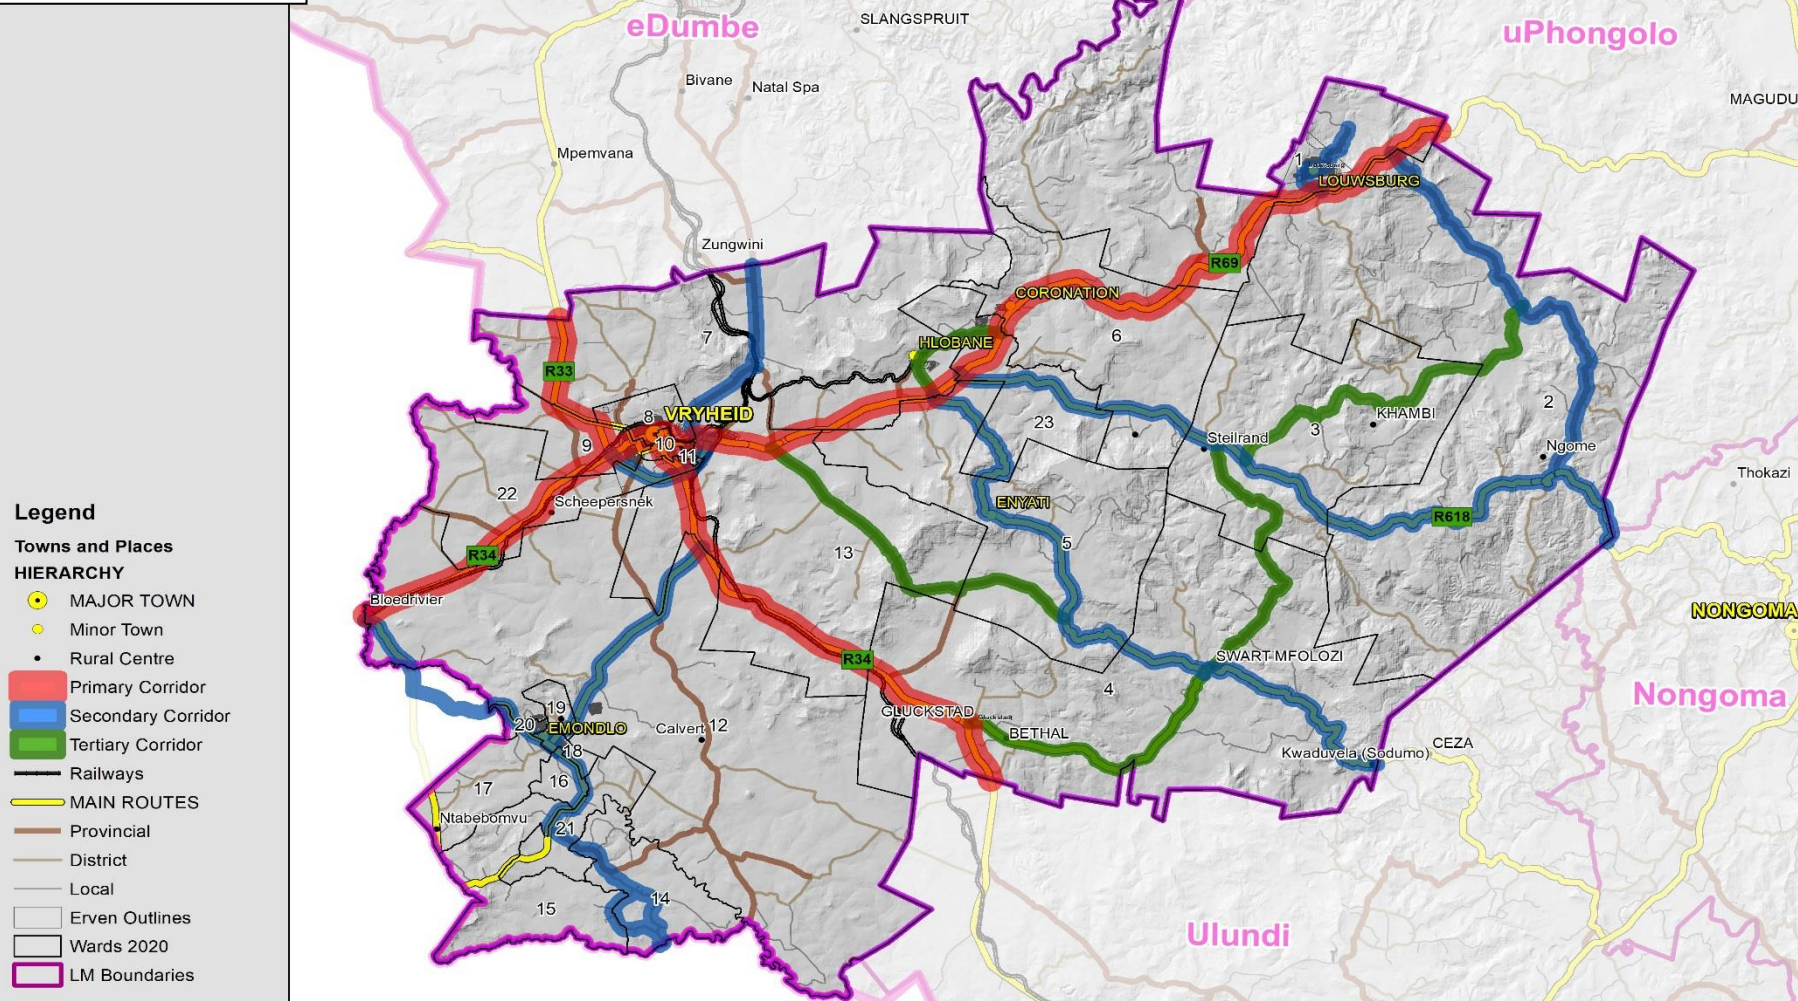 eDumbe
SLANGSPRUIT
uPhongolo
Bivane
Natal Spa
MAGUDU
Mpemvana
1
LOUWSBURG
Zungwini
R69
CORONATION
7
6
HLOBANE
R33
2
KHAMBI
8
VRYHEID
23
3
9
10
11
Steilrand
Ngome
Thokazi
22
Scheepersnek
ENYATI
R618
R34
13
5
Bloedrivier
NONGOMA
R34
SWART MFOLOZI
4
Nongoma
19
GLUCKSTAD
Gluckstadt
20
EMONDLO
Calvert
12
BETHAL
18
Kwaduvela (Sodumo)
CEZA
16
17
Ntabebomvu
21
14
15
Ulundi
Legend
Towns and Places
HIERARCHY
MAJOR TOWN
Minor Town
Rural Centre
Primary Corridor
Secondary Corridor
Tertiary Corridor
Railways
MAIN ROUTES
Provincial
District
Local
Erven Outlines
Wards 2020
LM Boundaries